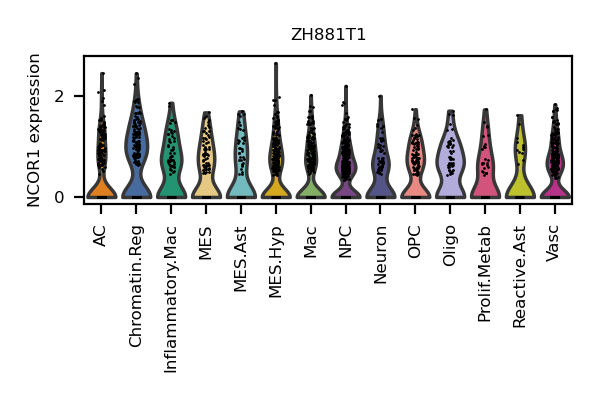 ZH881T1
NCOR1 expression
2
0
AC
Chromatin.Reg
Inflammatory.Mac
MES
MES.Ast
MES.Hyp
Mac
NPC
Neuron
OPC
Oligo
Prolif.Metab
Reactive.Ast
Vasc